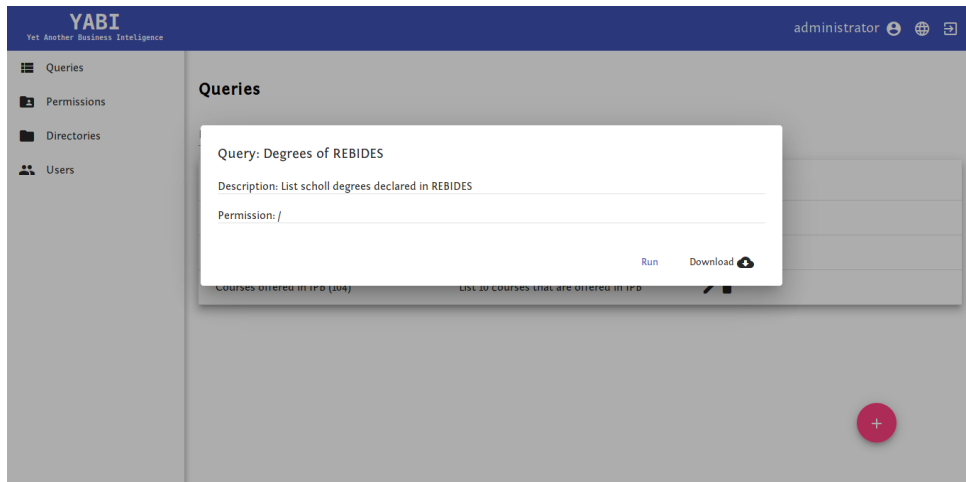 YABI
Yet Another Business Inteligence
administrator
Queries
Permissions
Directories
Users
Queries
Query: Degrees of REBIDES
Description: List scholl degrees declared in REBIDES
Permission: /
Run
Download
Courses offered in IPB (104)
List 10 courses that are offered in IPB
+